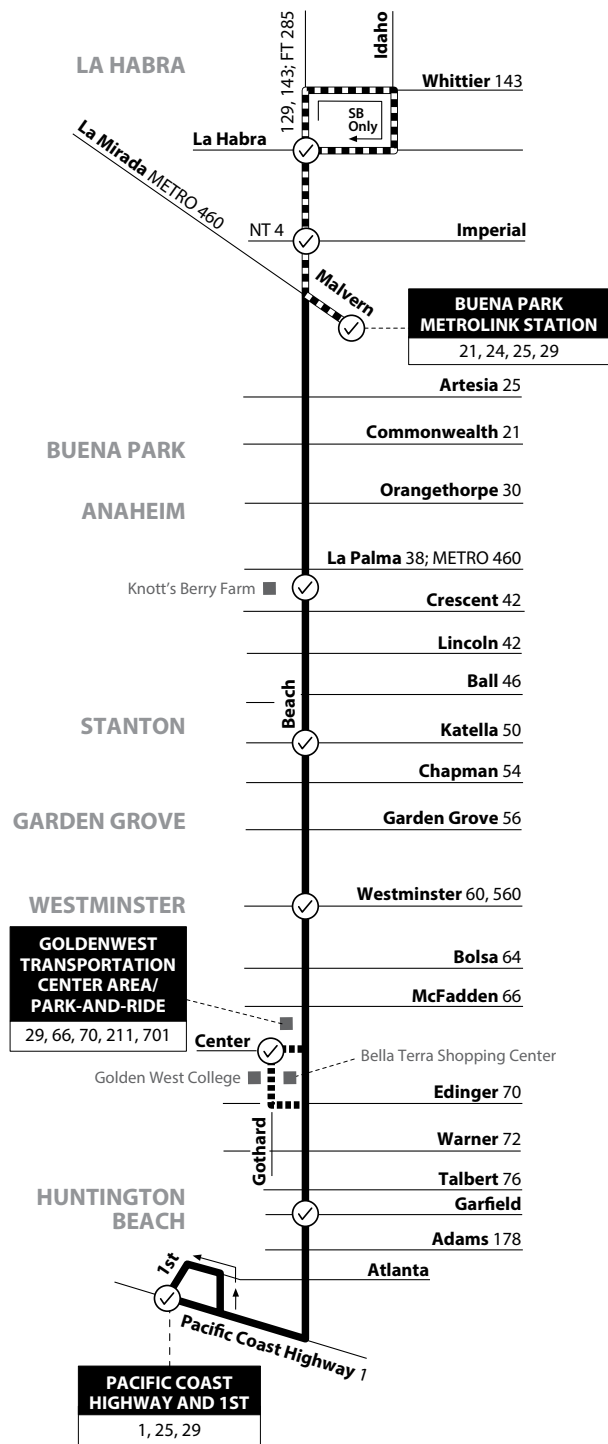 129, 143; FT 285
Idaho
LA HABRA
Whittier 143
SB
Only
La Habra
La Mirada METRO 460
NT 4
Imperial
Malvern
BUENA PARK
METROLINK STATION
21, 24, 25, 29
Artesia 25
Commonwealth 21
BUENA PARK
Orangethorpe 30
ANAHEIM
La Palma 38; METRO 460
Knott's Berry Farm
Crescent 42
Lincoln 42
Ball 46
Beach
STANTON
Katella 50
Chapman 54
GARDEN GROVE
Garden Grove 56
WESTMINSTER
Westminster 60, 560
GOLDENWEST
TRANSPORTATION
CENTER AREA/
PARK-AND-RIDE
29, 66, 70, 211, 701
Bolsa 64
McFadden 66
Center
Bella Terra Shopping Center
Golden West College
Edinger 70
Gothard
Warner 72
Talbert 76
HUNTINGTON
BEACH
Garfield
Adams 178
1st
Atlanta
Pacific Coast Highway 1
PACIFIC COAST
HIGHWAY AND 1ST
1, 25, 29